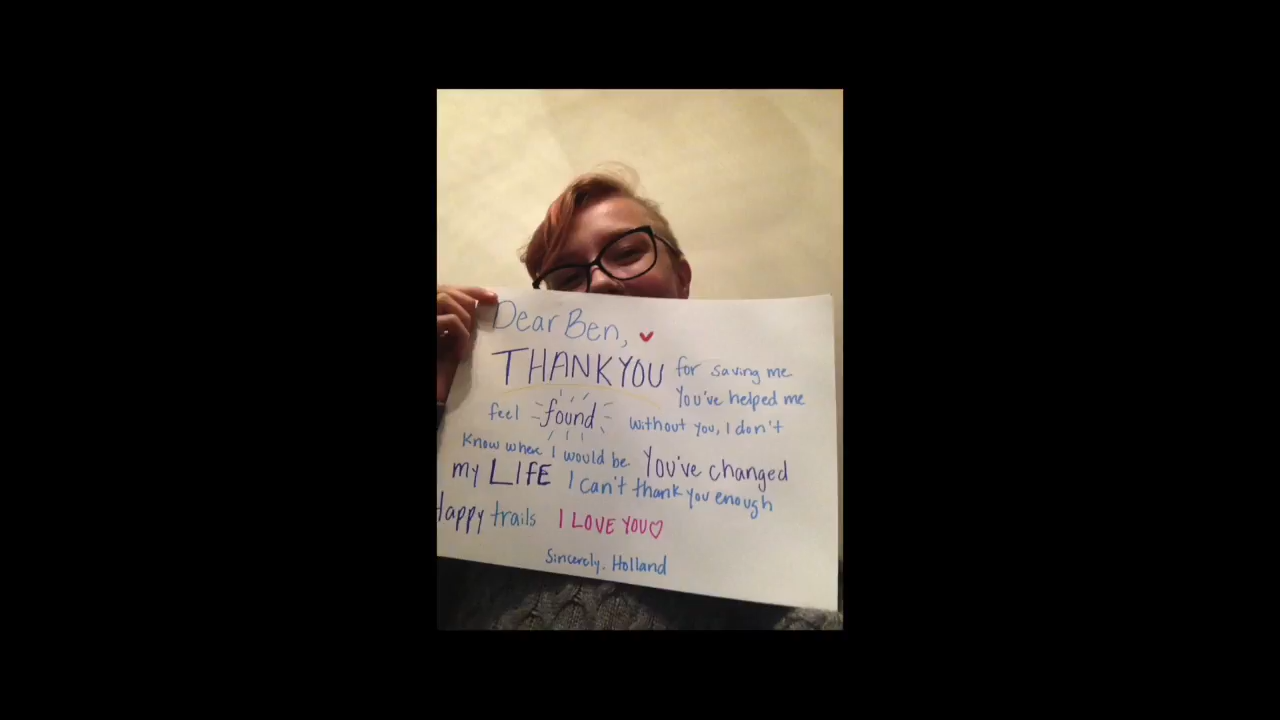 Dear Ben, ♥
THANK YOU for saving me
You've helped me
feel found without you, I don't
know where I would be You've changed
my LIFE I can't thank you enough
Happy trails I LOVE YOU♡
Sincerely, Holland